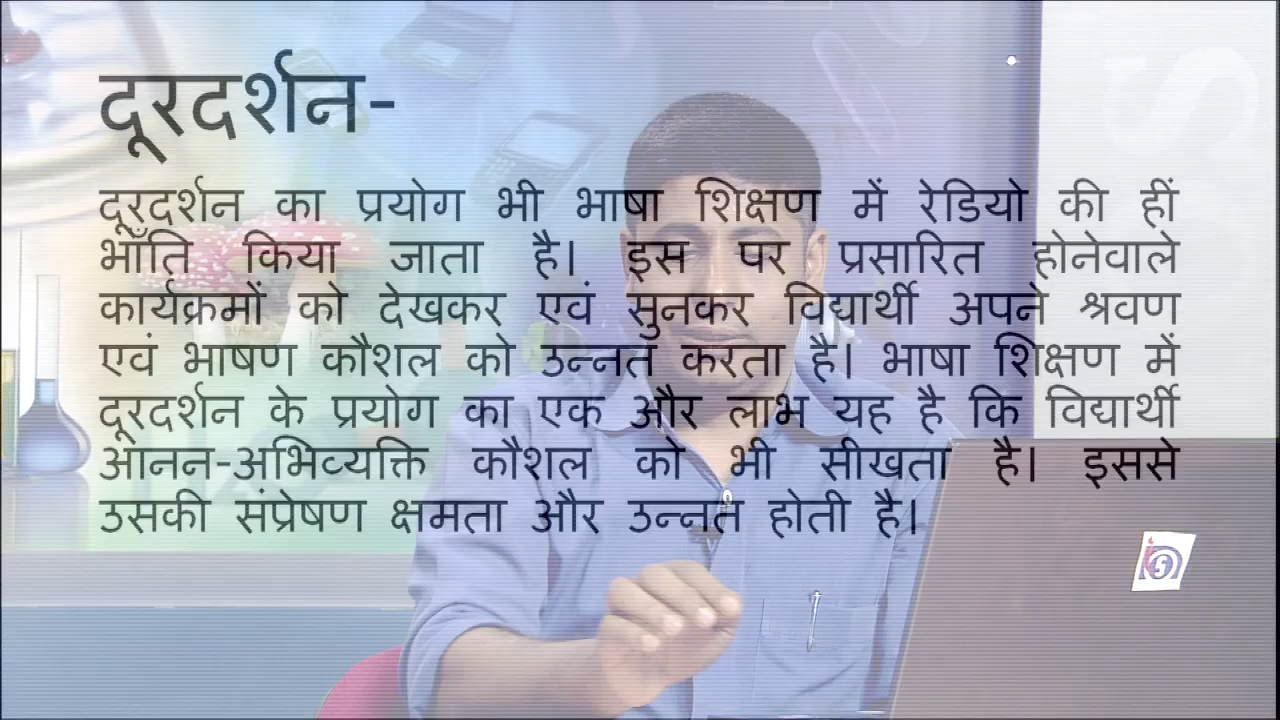 दूरदर्शन-
दूरदर्शन का प्रयोग भी भाषा शिक्षण में रेडियो की हीं
भाँति किया जाता है। इस पर प्रसारित होनेवाले
कार्यक्रमों को देखकर एवं सुनकर विद्यार्थी अपने श्रवण
एवं भाषण कौशल को उन्नत करता है। भाषा शिक्षण में
दूरदर्शन के प्रयोग का एक और लाभ यह है कि विद्यार्थी
आनन-अभिव्यक्ति कौशल को भी सीखता है। इससे
उसकी संप्रेषण क्षमता और उन्नत होती है।